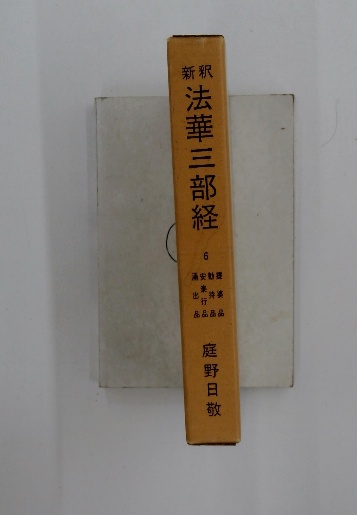 新釈
法華三部経
6
提婆品
勧持品
安楽行品
涌出品
庭野日敬